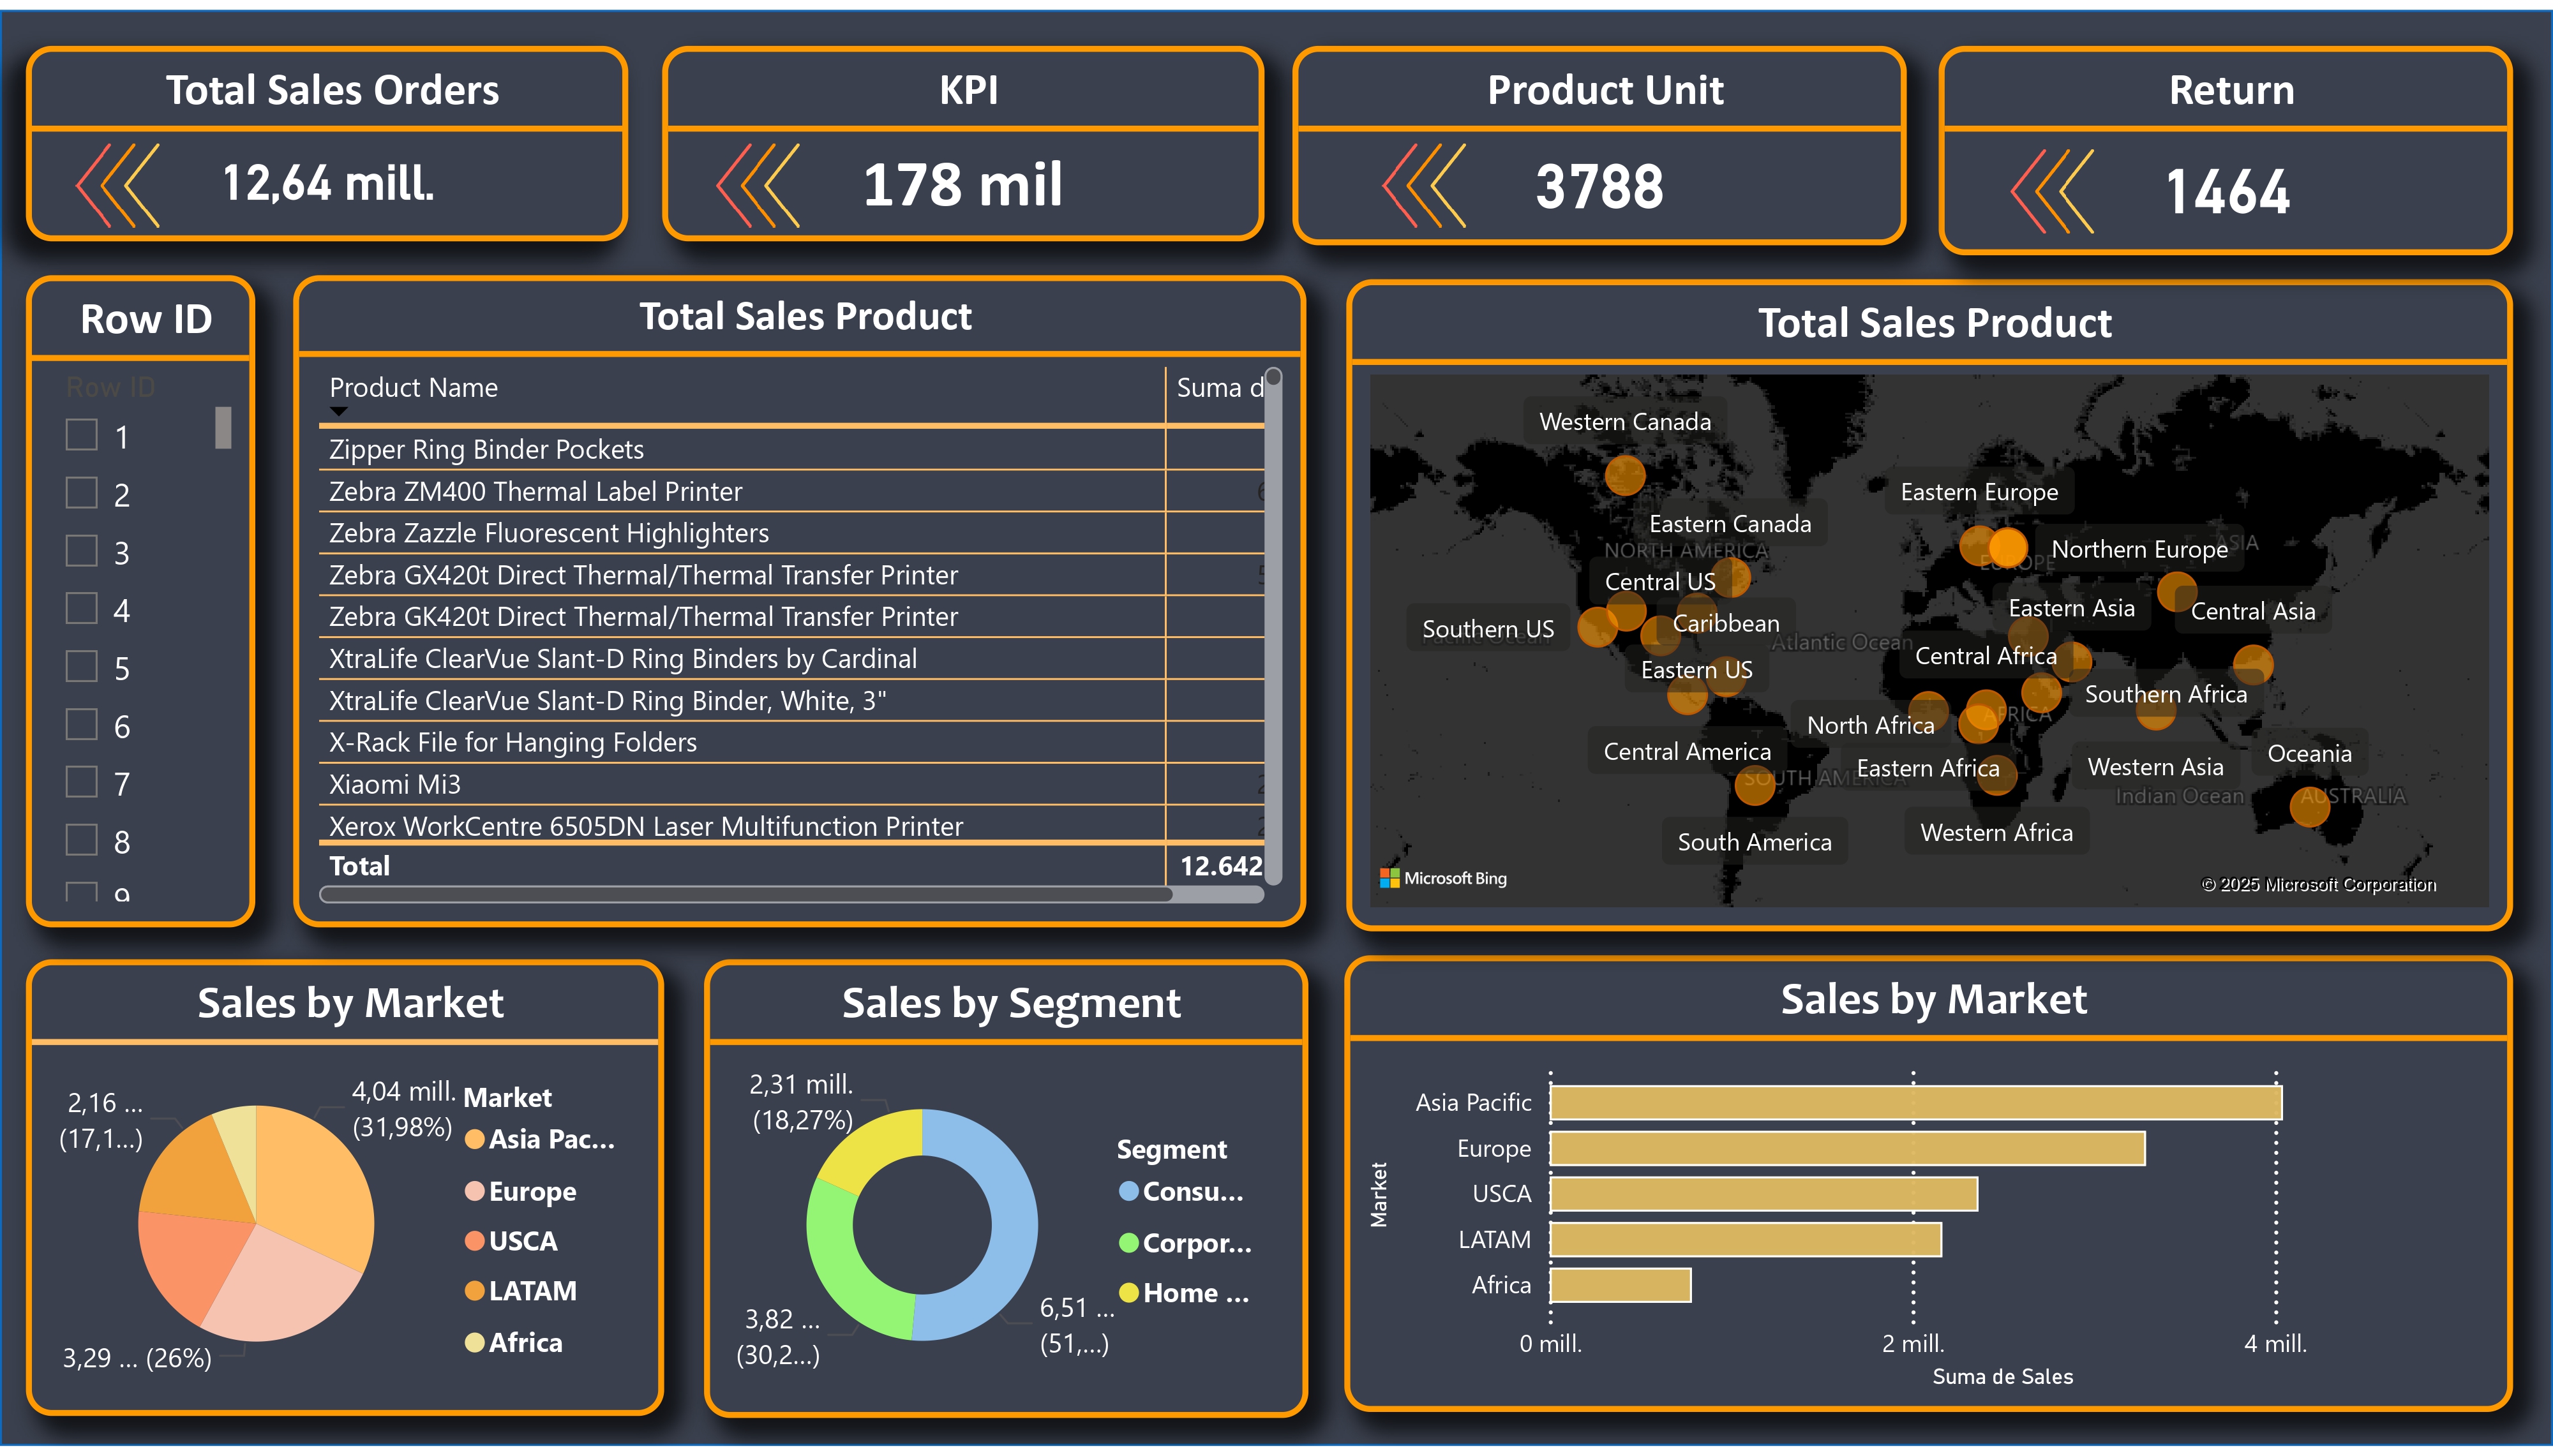 Total Sales Orders
12,64 mill.
KPI
178 mil
Product Unit
3788
Return
1464
Row ID
Row ID
1
2
3
4
5
6
7
8
9
Total Sales Product
Product Name
Suma d
Zipper Ring Binder Pockets
Zebra ZM400 Thermal Label Printer
Zebra Zazzle Fluorescent Highlighters
Zebra GX420t Direct Thermal/Thermal Transfer Printer
Zebra GK420t Direct Thermal/Thermal Transfer Printer
XtraLife ClearVue Slant-D Ring Binders by Cardinal
XtraLife ClearVue Slant-D Ring Binder, White, 3"
X-Rack File for Hanging Folders
Xiaomi Mi3
Xerox WorkCentre 6505DN Laser Multifunction Printer
Total 12.642
Total Sales Product
Western Canada
Eastern Europe
Eastern Canada
NORTH AMERICA
ASIA
Northern Europe
EUROPE
Central US
Eastern Asia
Central Asia
Southern US
Pacific Ocean
Caribbean
Atlantic Ocean
Central Africa
Eastern US
Southern Africa
AFRICA
North Africa
Central America
Oceania
SOUTH AMERICA
Eastern Africa
Western Asia
Indian Ocean
AUSTRALIA
Western Africa
South America
Microsoft Bing
© 2025 Microsoft Corporation
Sales by Market
2,16 ...
(17,1...)
4,04 mill.
(31,98%)
3,29 ... (26%)
Market
Asia Pac...
Europe
USCA
LATAM
Africa
Sales by Segment
2,31 mill.
(18,27%)
3,82 ...
(30,2...)
6,51 ...
(51,...)
Segment
Consu...
Corpor...
Home ...
Sales by Market
Market
Asia Pacific
Europe
USCA
LATAM
Africa
0 mill.
2 mill.
4 mill.
Suma de Sales